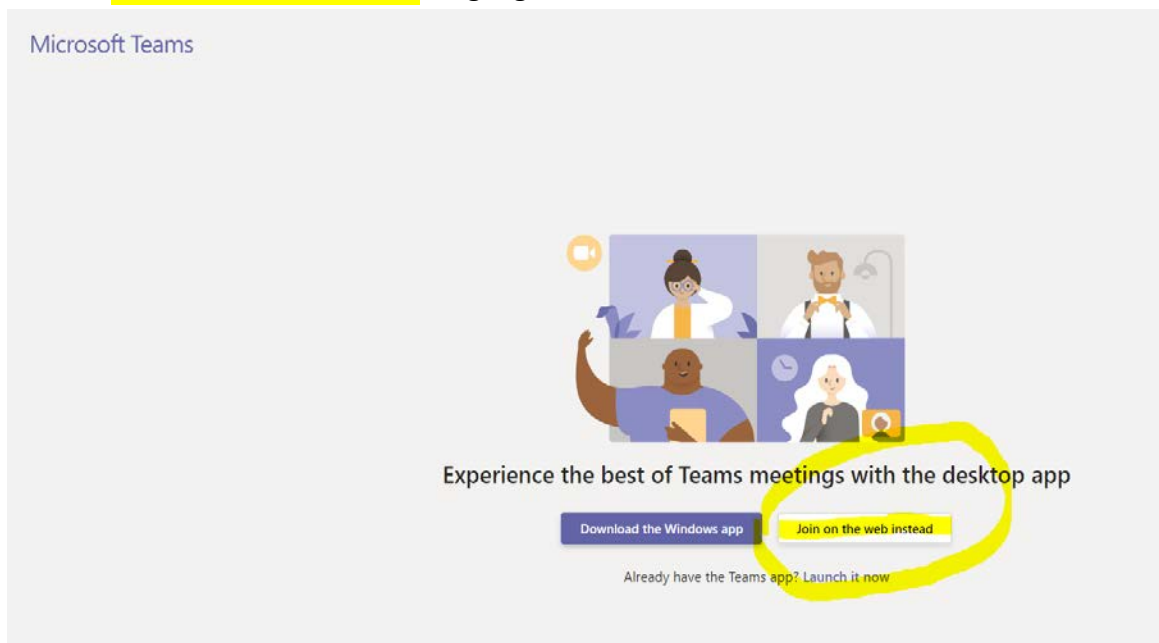 Microsoft Teams
Experience the best of Teams meetings with the desktop app
Download the Windows app
Join on the web instead
Already have the Teams app? Launch it now